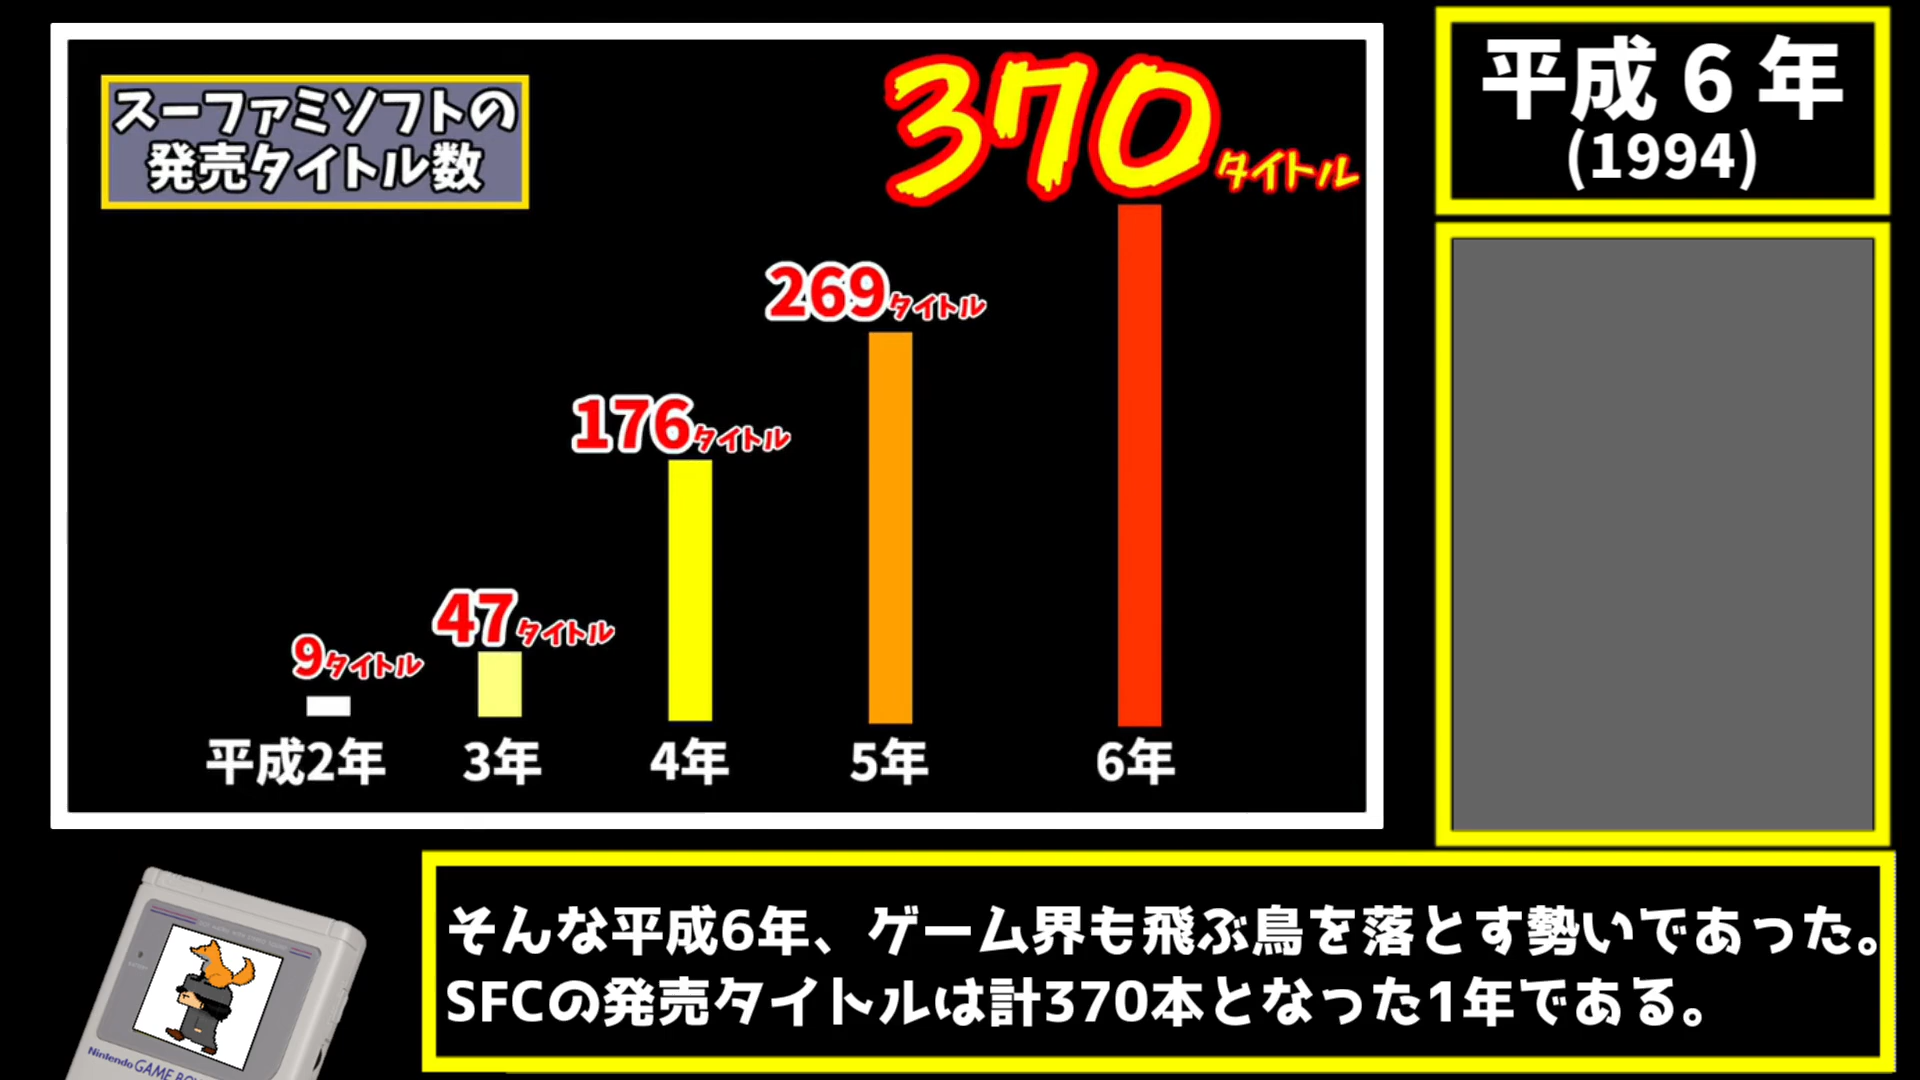 スーファミソフトの
発売タイトル数
370タイトル
269タイトル
176タイトル
47タイトル
9タイトル
平成2年
3年
4年
5年
6年
平成6年
(1994)
そんな平成6年、ゲーム界も飛ぶ鳥を落とす勢いであった。
SFCの発売タイトルは計370本となった1年である。
Nintendo GAME BO